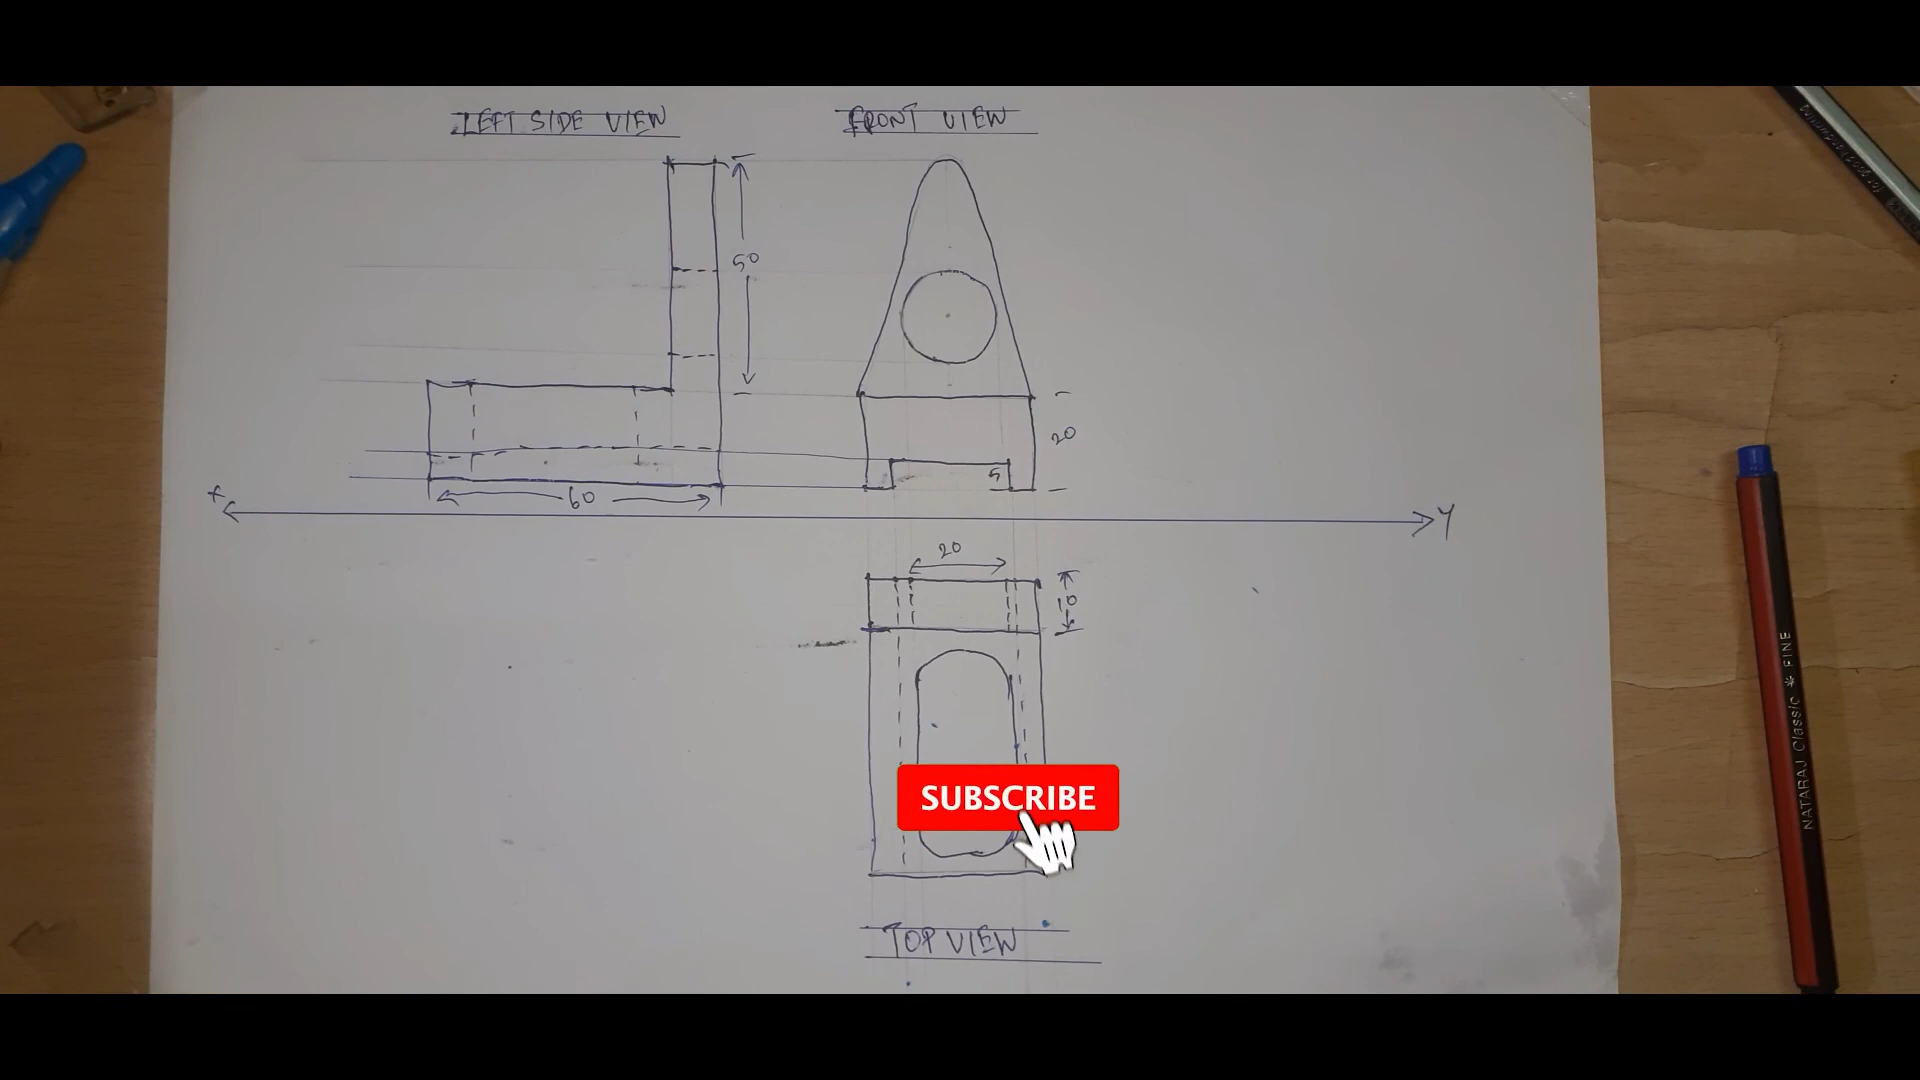 LEFT SIDE VIEW
FRONT VIEW
50
20
5
60
X
Y
20
10
SUBSCRIBE
TOP VIEW
NATARAJ Classic * FINE